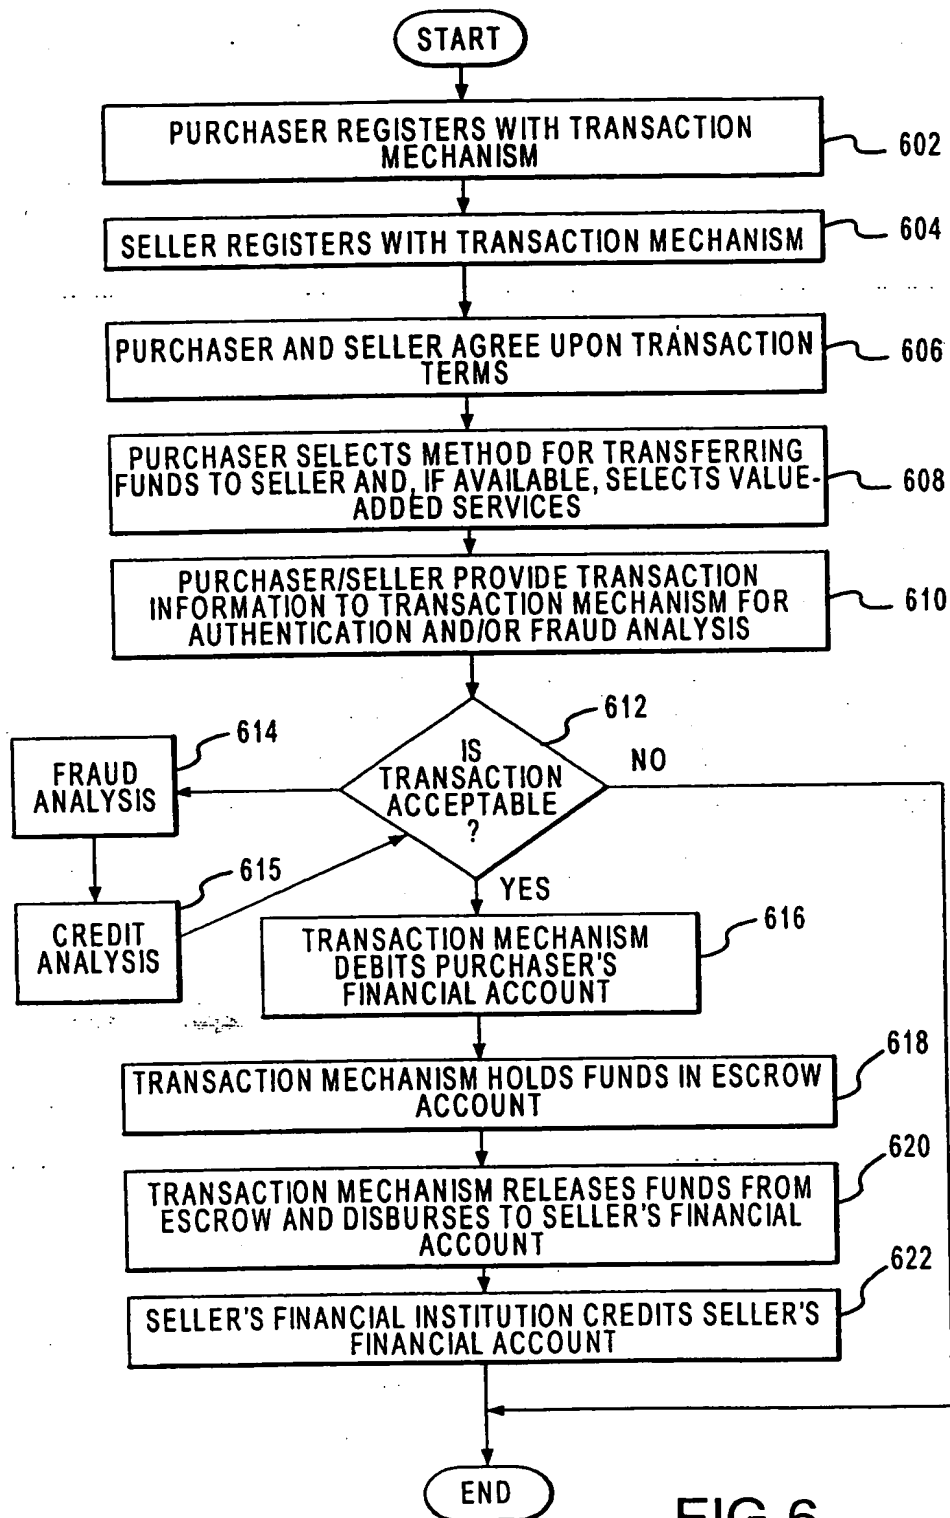 START
PURCHASER REGISTERS WITH TRANSACTION
MECHANISM
602
SELLER REGISTERS WITH TRANSACTION MECHANISM
604
PURCHASER AND SELLER AGREE UPON TRANSACTION
TERMS
606
PURCHASER SELECTS METHOD FOR TRANSFERRING
FUNDS TO SELLER AND, IF AVAILABLE, SELECTS VALUE-
ADDED SERVICES
608
PURCHASER/SELLER PROVIDE TRANSACTION
INFORMATION TO TRANSACTION MECHANISM FOR
AUTHENTICATION AND/OR FRAUD ANALYSIS
610
612
IS
TRANSACTION
ACCEPTABLE
?
NO
614
FRAUD
ANALYSIS
615
CREDIT
ANALYSIS
YES
616
TRANSACTION MECHANISM
DEBITS PURCHASER'S
FINANCIAL ACCOUNT
618
TRANSACTION MECHANISM HOLDS FUNDS IN ESCROW
ACCOUNT
620
TRANSACTION MECHANISM RELEASES FUNDS FROM
ESCROW AND DISBURSES TO SELLER'S FINANCIAL
ACCOUNT
622
SELLER'S FINANCIAL INSTITUTION CREDITS SELLER'S
FINANCIAL ACCOUNT
END
FIG. 6